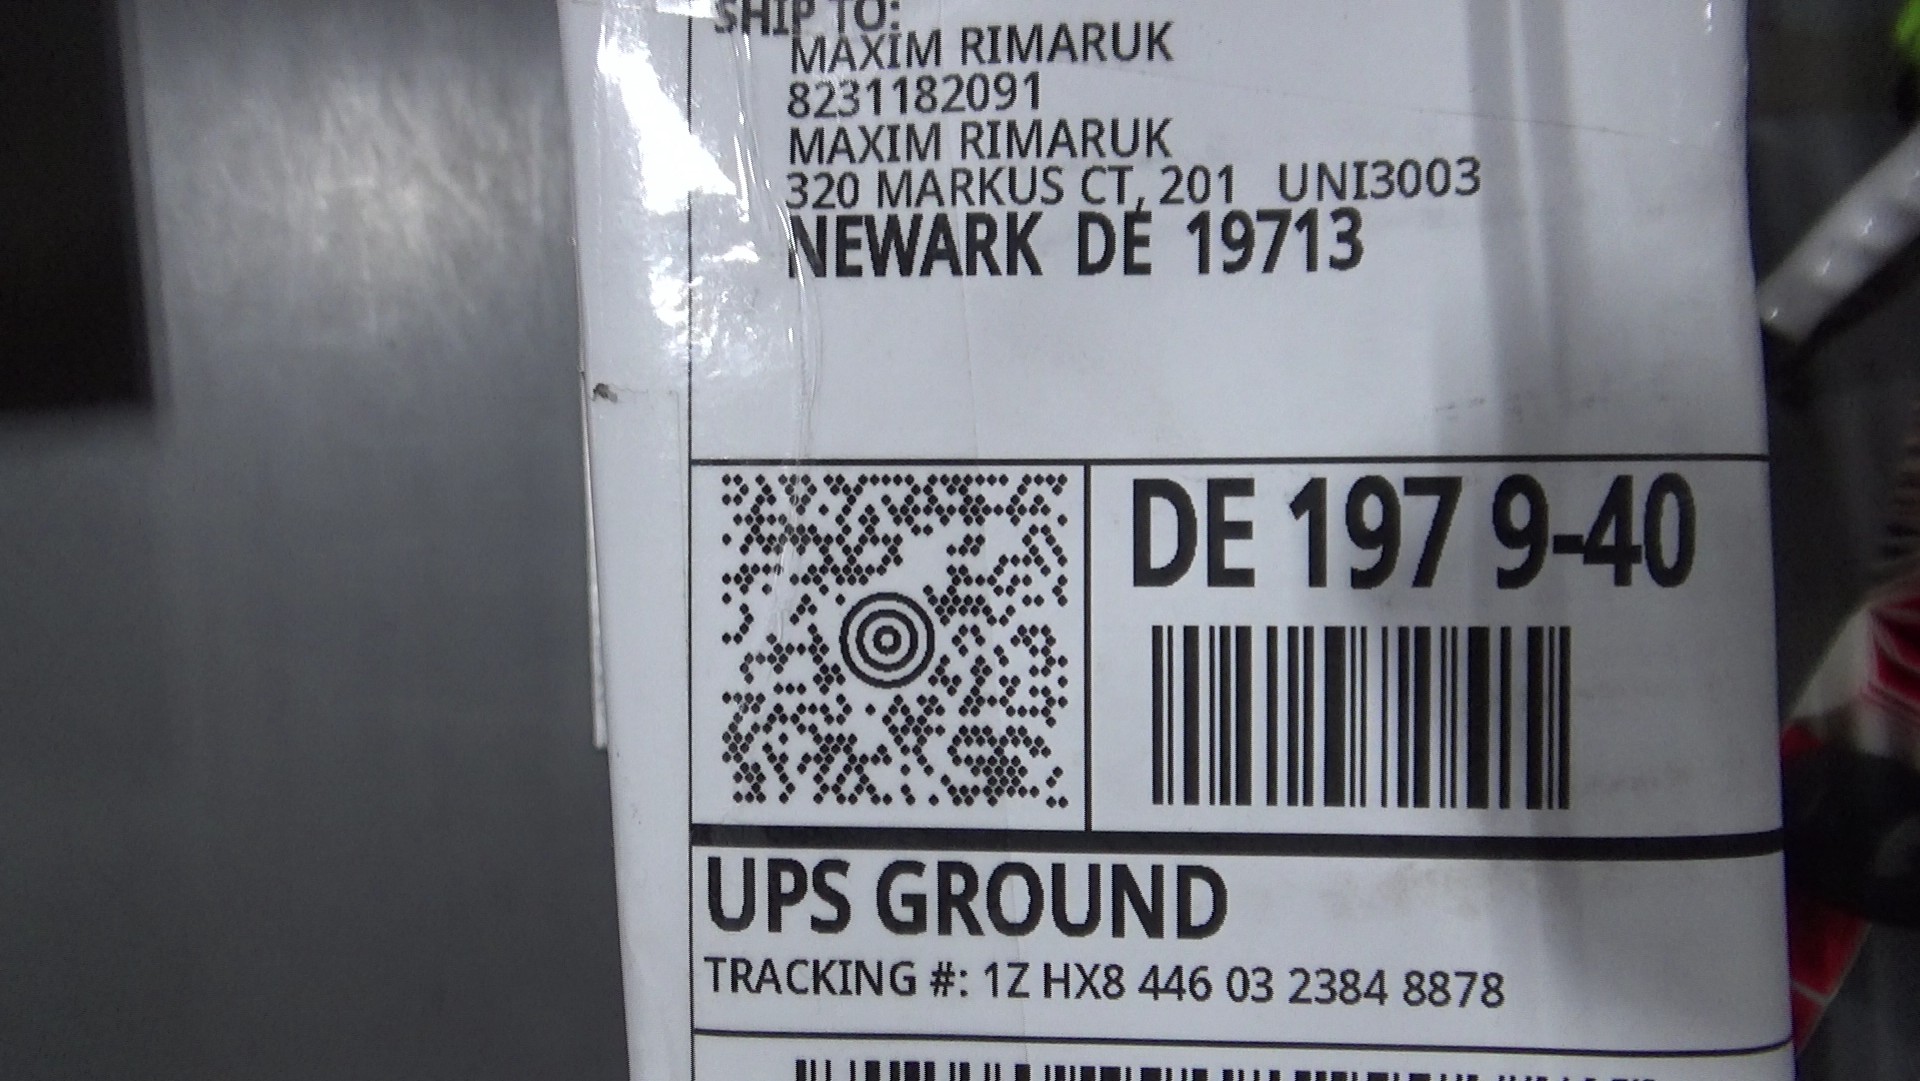 SHIP TO:
MAXIM RIMARUK
8231182091
MAXIM RIMARUK
320 MARKUS CT, 201 UNI3003
NEWARK DE 19713
DE 197 9-40
UPS GROUND
TRACKING #: 1Z HX8 446 03 2384 8878